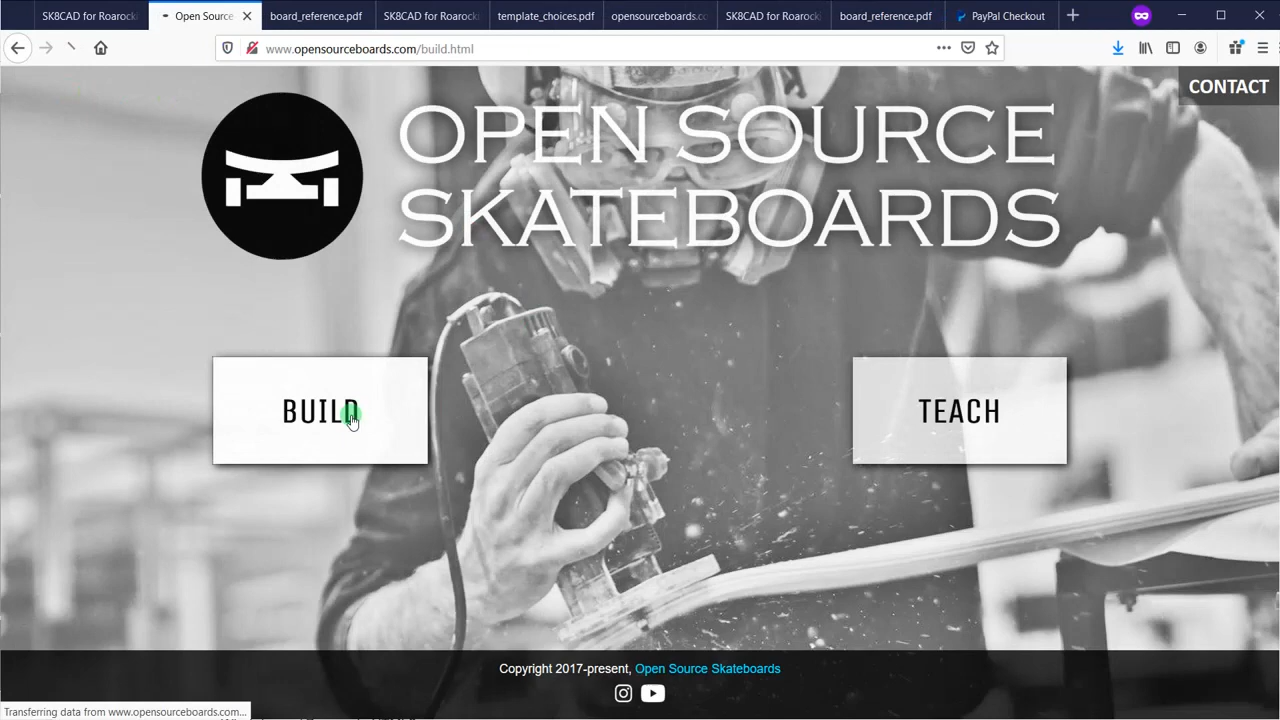 SK8CAD for Roarock
Open Source
board_reference.pdf
SK8CAD for Roarock
template_choices.pdf
opensourceboards.co
SK8CAD for Roarock
board_reference.pdf
PayPal Checkout
www.opensourceboards.com/build.html
CONTACT
OPEN SOURCE
SKATEBOARDS
BUILD
TEACH
Copyright 2017-present, Open Source Skateboards
Transferring data from www.opensourceboards.com...